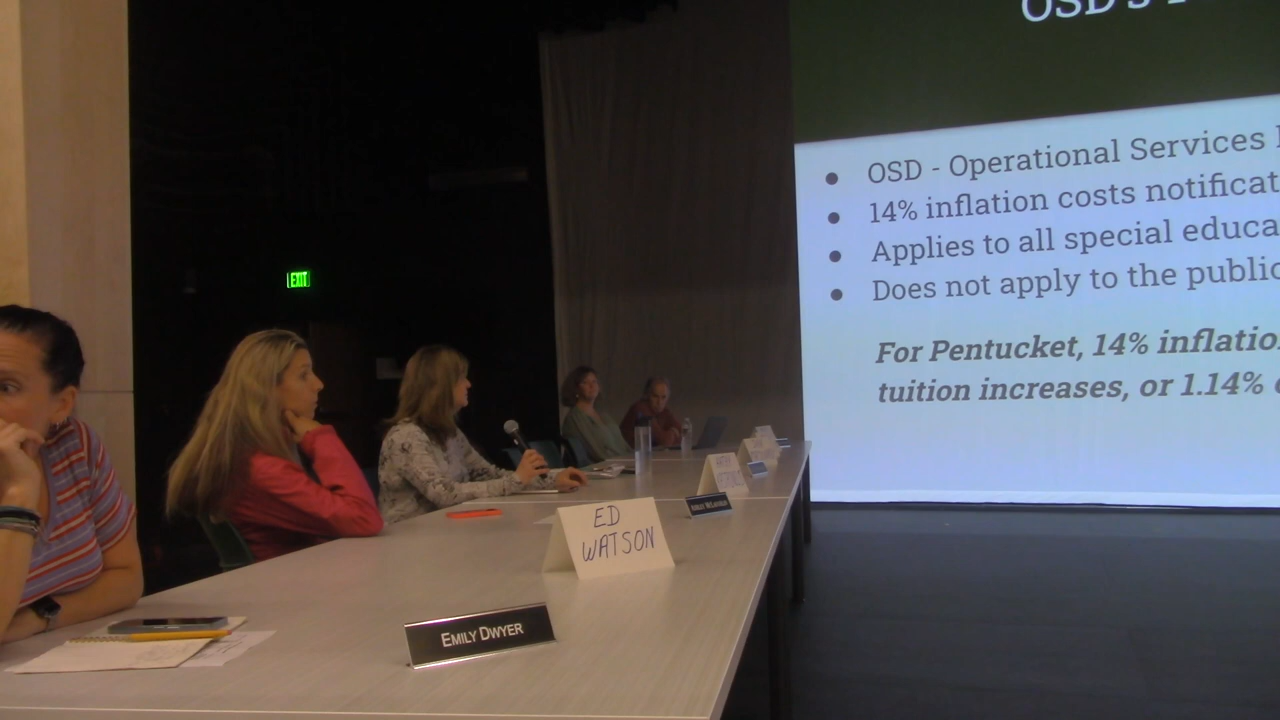 OSD's
OSD - Operational Services
14% inflation costs notificat
Applies to all special educa
Does not apply to the public
For Pentucket, 14% inflatio
tuition increases, or 1.14%
EXIT
ED
WATSON
EMILY DWYER